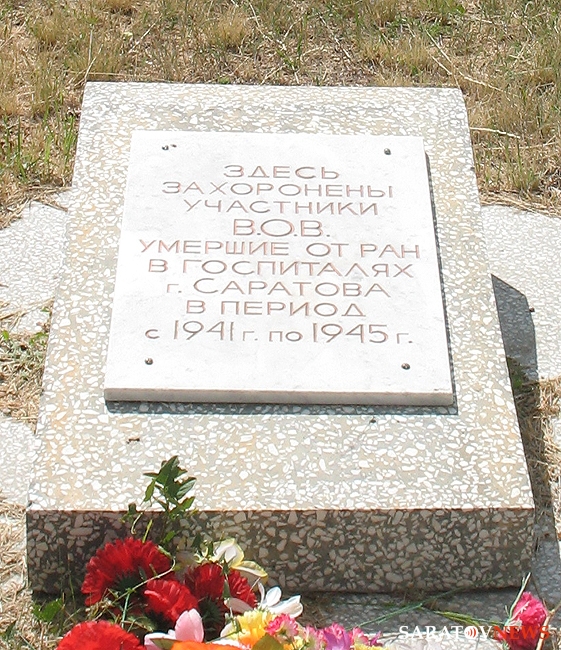 ЗДЕСЬ
ЗАХОРОНЕНЫ
УЧАСТНИКИ
В.О.В.
УМЕРШИЕ ОТ РАН
В ГОСПИТАЛЯХ
г. САРАТОВА
В ПЕРИОД
с 1941 г. по 1945 г.
SARATOVNEWS